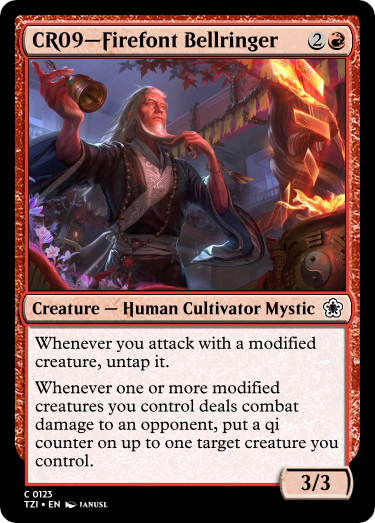 CR09—Firefont Bellringer 2
Creature — Human Cultivator Mystic
Whenever you attack with a modified
creature, untap it.
Whenever one or more modified
creatures you control deals combat
damage to an opponent, put a qi
counter on up to one target creature you
control.
3/3
C 0123
TZI • EN JANUSL